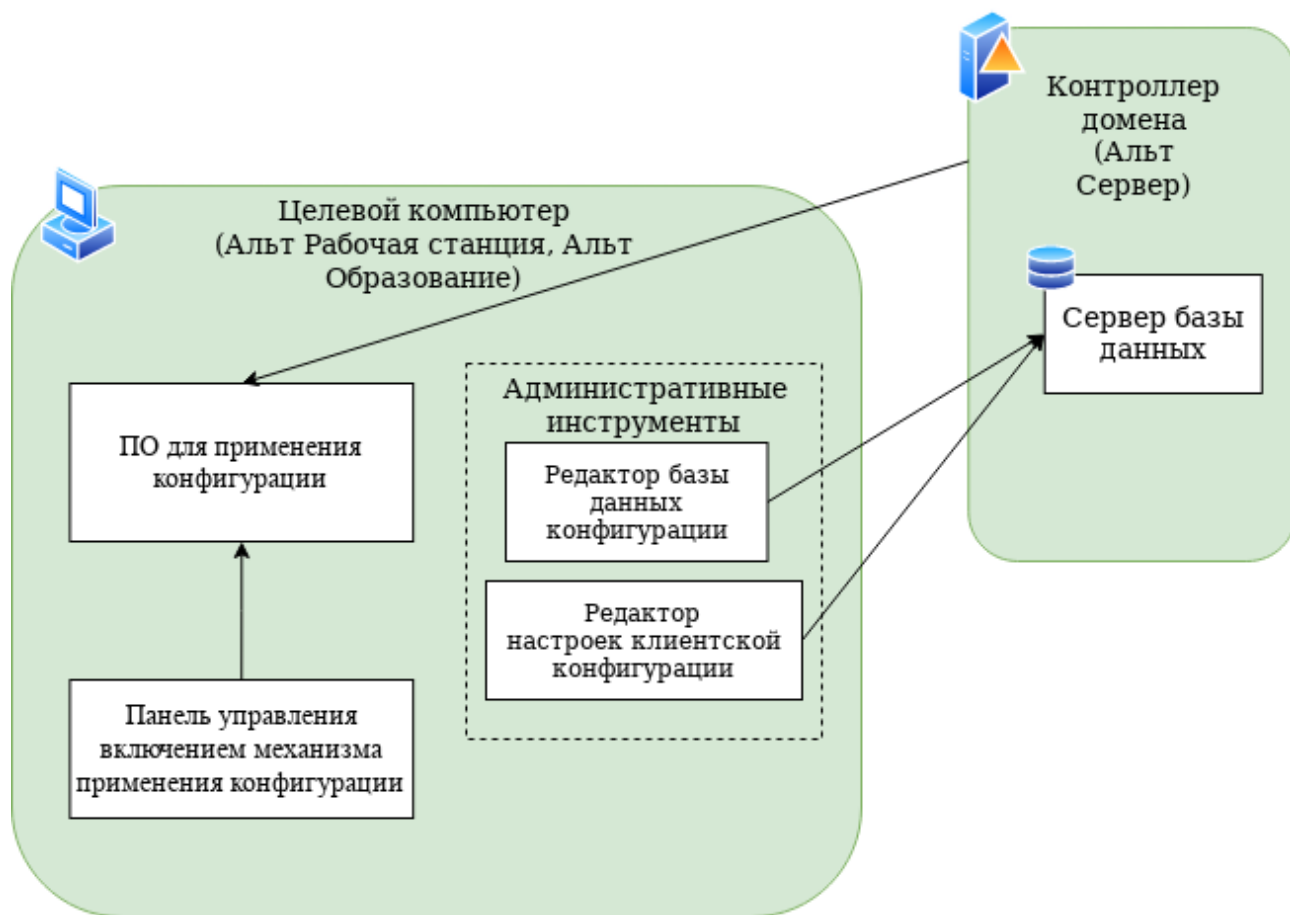 Контроллер
домена
(Альт
Сервер)
Сервер базы
данных
Целевой компьютер
(Альт Рабочая станция, Альт
Образование)
ПО для применения
конфигурации
Административные
инструменты
Редактор базы
данных
конфигурации
Редактор
настроек клиентской
конфигурации
Панель управления
включением механизма
применения конфигурации